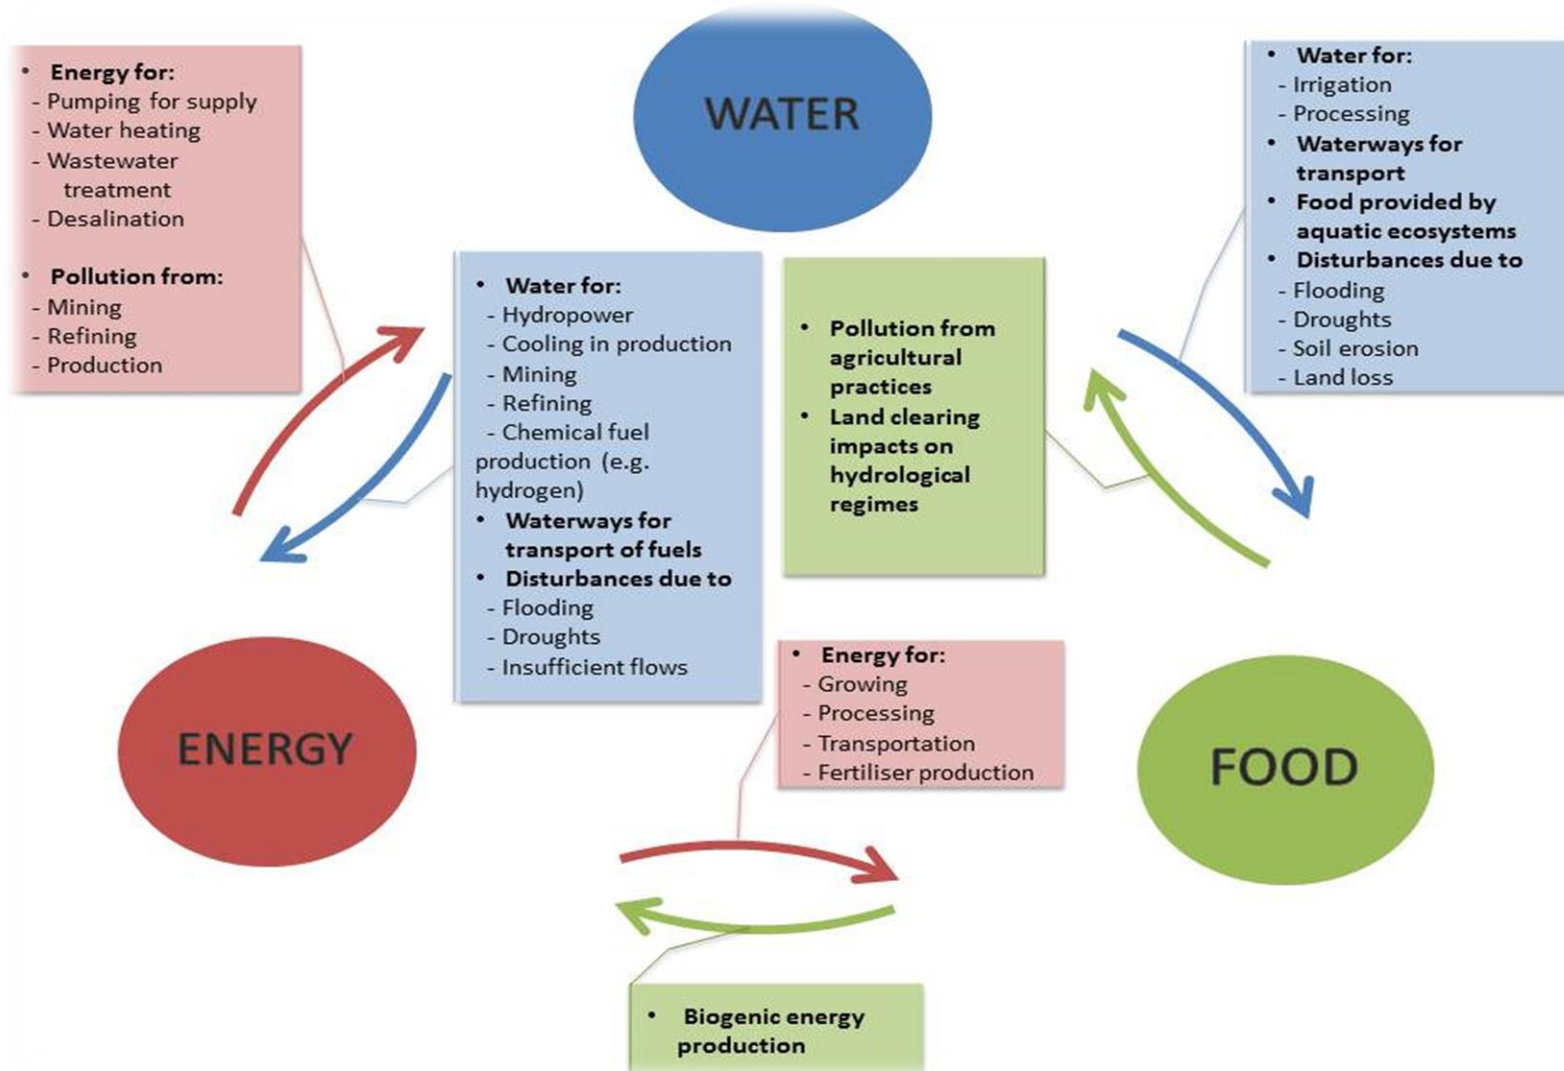 WATER
• Energy for:
- Pumping for supply
- Water heating
- Wastewater
treatment
- Desalination
• Pollution from:
- Mining
- Refining
- Production
• Water for:
- Hydropower
- Cooling in production
- Mining
- Refining
- Chemical fuel
production (e.g.
hydrogen)
• Waterways for
transport of fuels
• Disturbances due to
- Flooding
- Droughts
- Insufficient flows
• Pollution from
agricultural
practices
• Land clearing
impacts on
hydrological
regimes
• Water for:
- Irrigation
- Processing
• Waterways for
transport
• Food provided by
aquatic ecosystems
• Disturbances due to
- Flooding
- Droughts
- Soil erosion
- Land loss
ENERGY
• Energy for:
- Growing
- Processing
- Transportation
- Fertiliser production
FOOD
• Biogenic energy
production